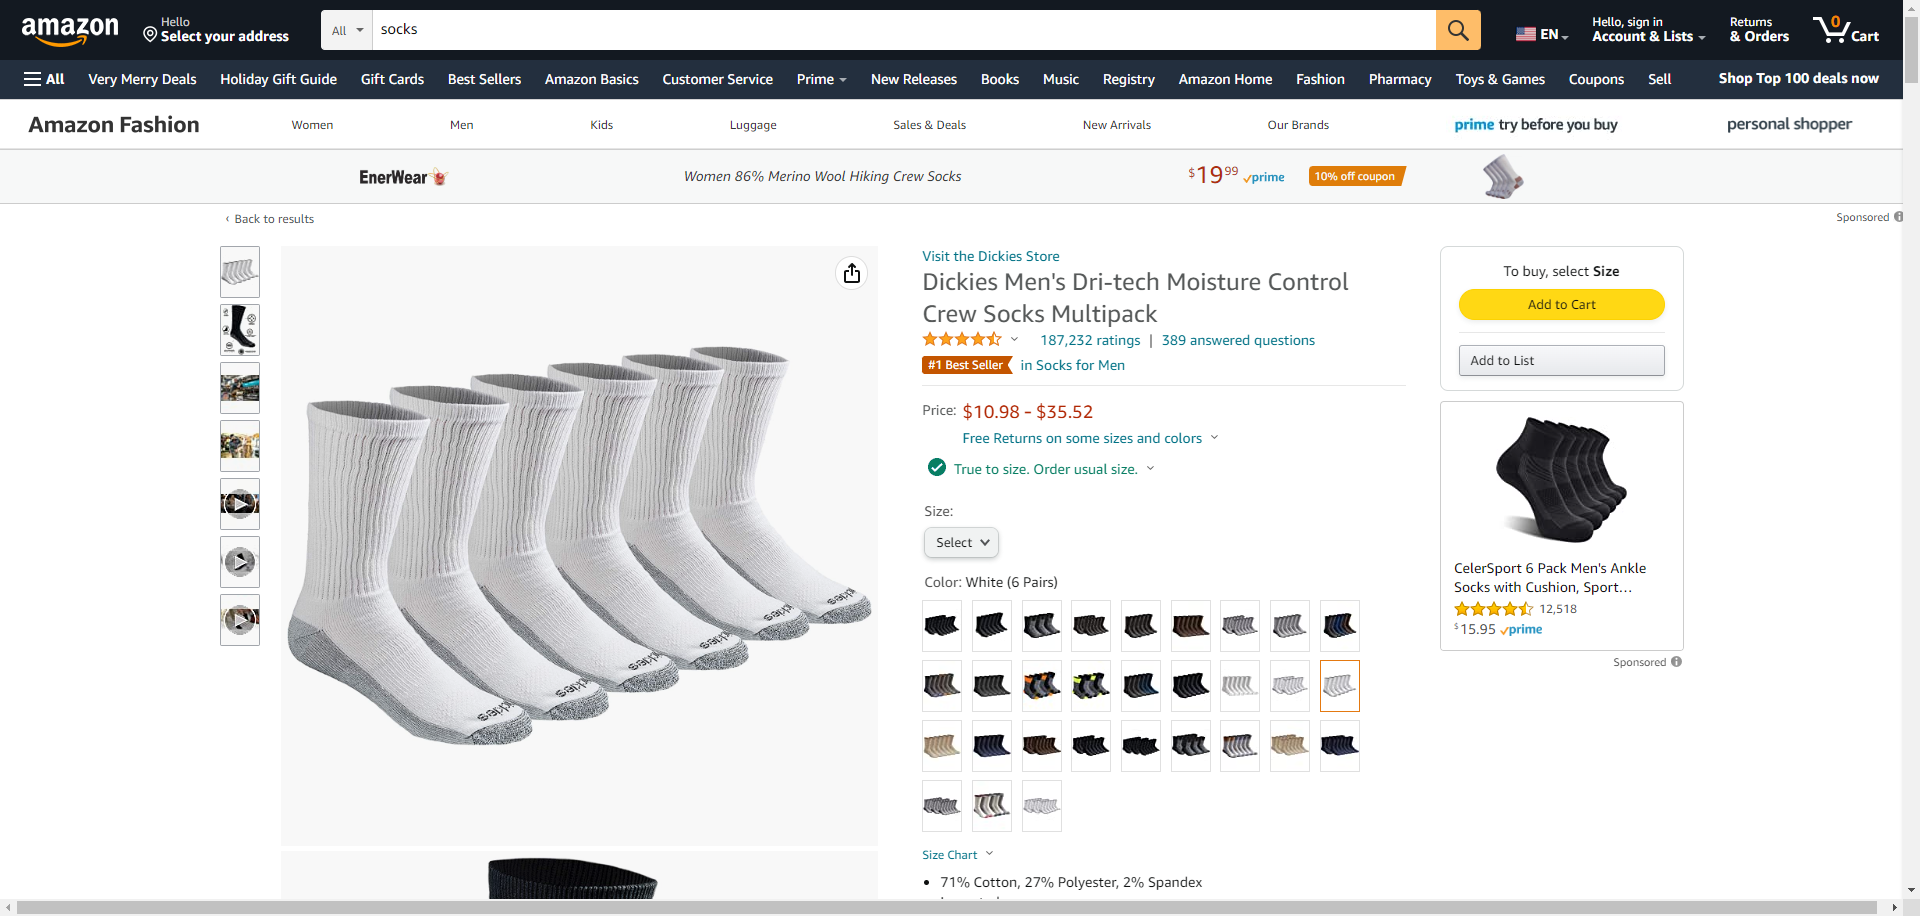 amazon
Hello
Select your address
All
socks
EN
Hello, sign in
Account & Lists
Returns
& Orders
0
Cart
All
Very Merry Deals
Holiday Gift Guide
Gift Cards
Best Sellers
Amazon Basics
Customer Service
Prime
New Releases
Books
Music
Registry
Amazon Home
Fashion
Pharmacy
Toys & Games
Coupons
Sell
Shop Top 100 deals now
Amazon Fashion
Women
Men
Kids
Luggage
Sales & Deals
New Arrivals
Our Brands
prime try before you buy
personal shopper
EnerWear
Women 86% Merino Wool Hiking Crew Socks
$19.99 prime
10% off coupon
‹ Back to results
Sponsored
Visit the Dickies Store
Dickies Men's Dri-tech Moisture Control
Crew Socks Multipack
187,232 ratings | 389 answered questions
#1 Best Seller in Socks for Men
Price: $10.98 - $35.52
Free Returns on some sizes and colors
True to size. Order usual size.
Size:
Select
Color: White (6 Pairs)
Size Chart
• 71% Cotton, 27% Polyester, 2% Spandex
To buy, select Size
Add to Cart
Add to List
CelerSport 6 Pack Men's Ankle
Socks with Cushion, Sport...
12,518
$15.95 prime
Sponsored